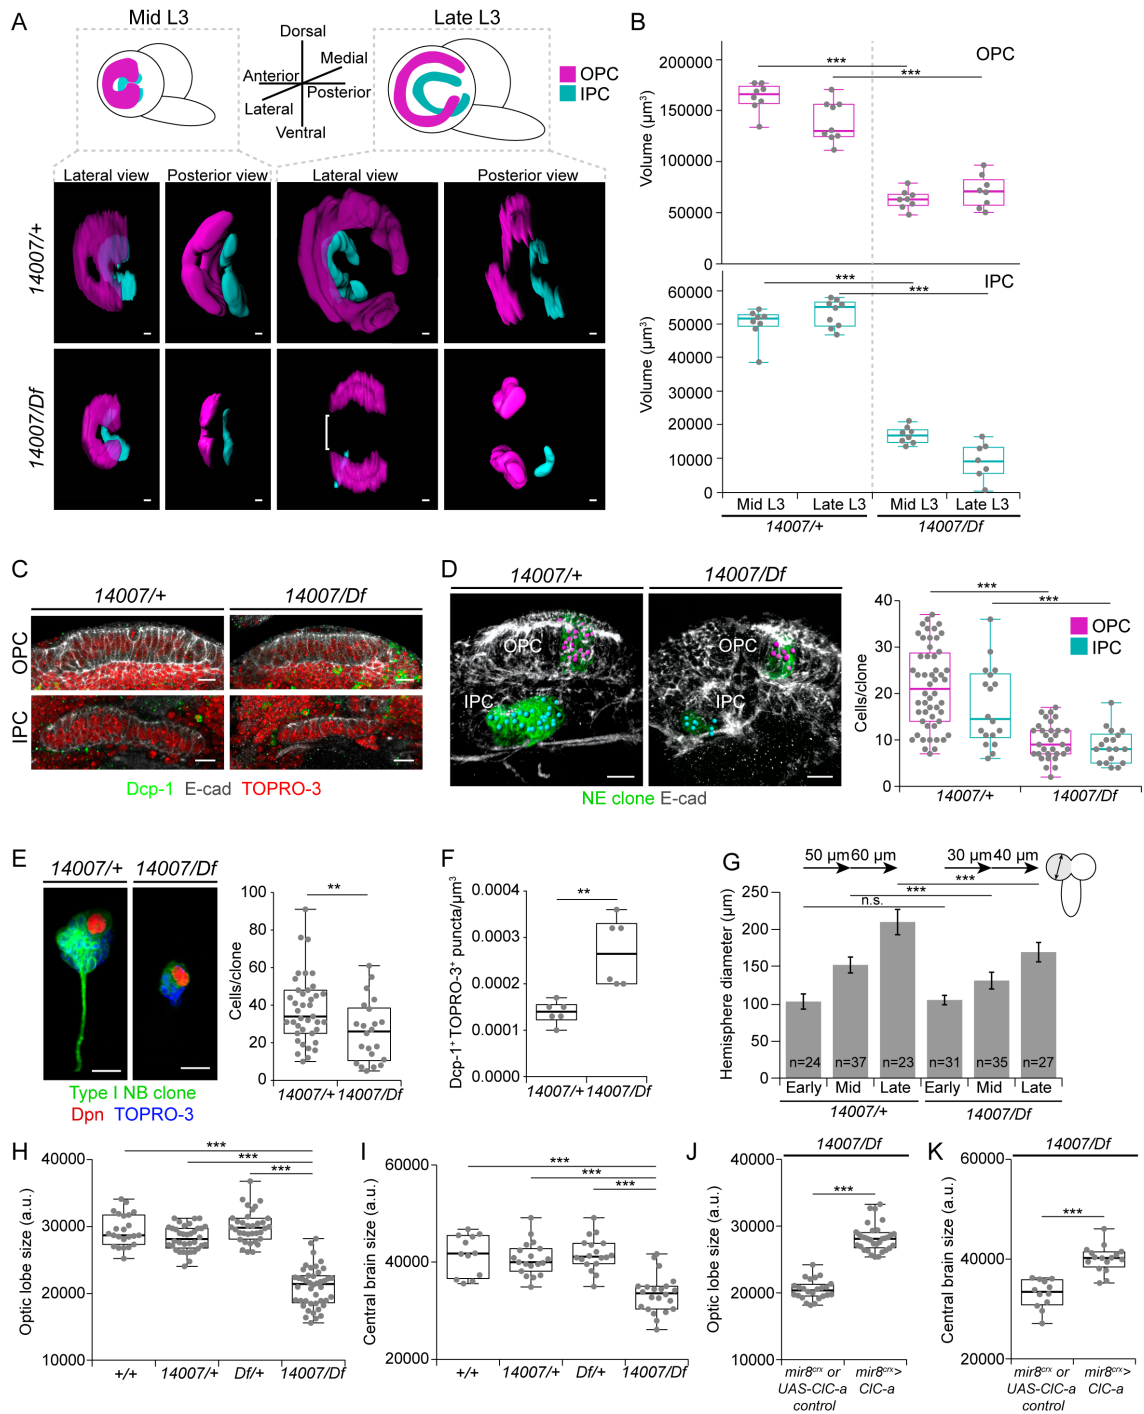 A
Mid L3
Late L3
Dorsal
Medial
Anterior
Posterior
Lateral
Ventral
OPC
IPC
Lateral view
Posterior view
Lateral view
Posterior view
14007/+
14007/Df
B
OPC
***
***
Volume (µm³)
200000
150000
100000
50000
0
IPC
***
***
Volume (µm³)
60000
50000
40000
30000
20000
10000
0
Mid L3
Late L3
Mid L3
Late L3
14007/+
14007/Df
C
14007/+
14007/Df
OPC
IPC
Dcp-1 E-cad TOPRO-3
D
14007/+
14007/Df
OPC
IPC
OPC
IPC
NE clone E-cad
***
***
OPC
IPC
Cells/clone
40
30
20
10
0
14007/+
14007/Df
E
14007/+
14007/Df
Type I NB clone
Dpn TOPRO-3
**
Cells/clone
100
80
60
40
20
0
14007/+
14007/Df
F
**
Dcp-1⁺ TOPRO-3⁺ puncta/µm³
0.0004
0.0003
0.0002
0.0001
0.0000
14007/+
14007/Df
G
50 µm
60 µm
30 µm
40 µm
***
***
n.s.
Hemisphere diameter (µm)
250
200
150
100
50
0
n=24
n=37
n=23
n=31
n=35
n=27
Early
Mid
Late
Early
Mid
Late
14007/+
14007/Df
H
***
***
***
Optic lobe size (a.u.)
40000
30000
20000
10000
+/+
14007/+
Df/+
14007/Df
I
***
***
***
Central brain size (a.u.)
60000
40000
20000
+/+
14007/+
Df/+
14007/Df
J
14007/Df
***
Optic lobe size (a.u.)
40000
30000
20000
10000
mir8ᶜʳˣ or
UAS-ClC-a
control
mir8ᶜʳˣ>
ClC-a
K
14007/Df
***
Central brain size (a.u.)
60000
40000
20000
mir8ᶜʳˣ or
UAS-ClC-a
control
mir8ᶜʳˣ>
ClC-a